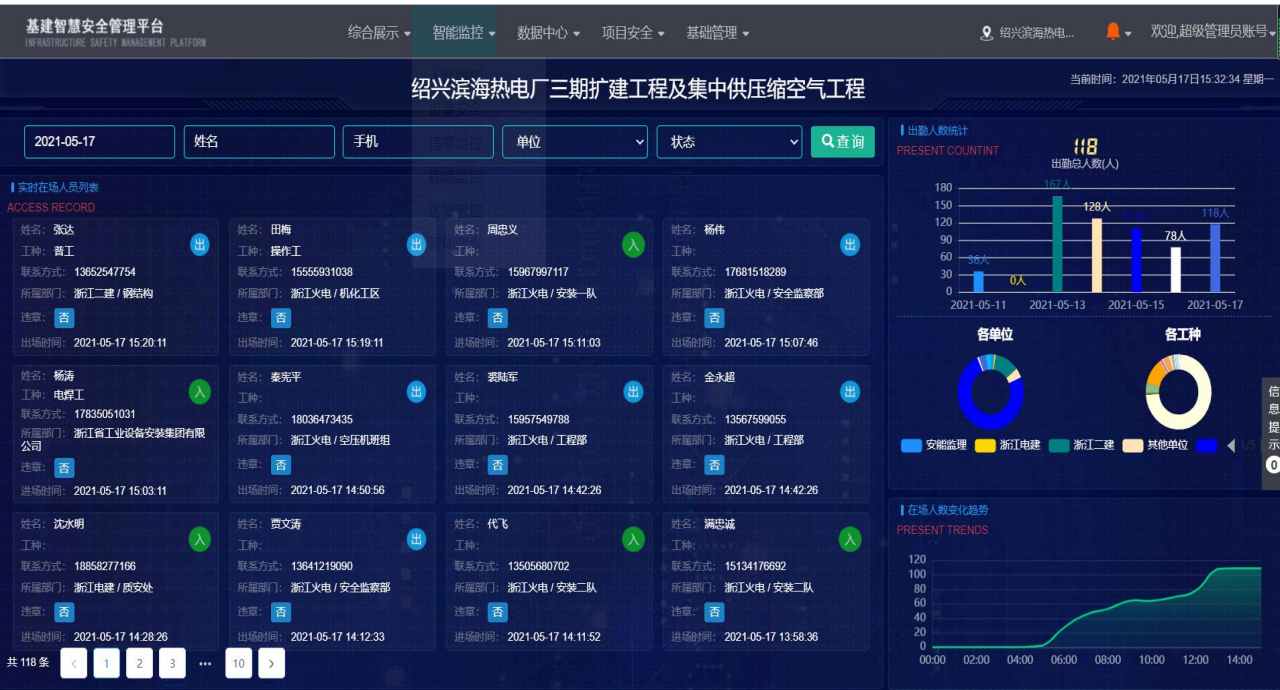 基建智慧安全管理平台
INFRASTRUCTURE SAFETY MANAGEMENT PLATFORM
综合展示 智能监控 数据中心 项目安全 基础管理
绍兴滨海热电... 欢迎,超级管理员账号
绍兴滨海热电厂三期扩建工程及集中供压缩空气工程
当前时间：2021年05月17日15:32:34 星期一
2021-05-17 姓名 手机 单位 状态 查询
实时在场人员列表
ACCESS RECORD
姓名: 张达 出
工种: 普工
联系方式: 13652547754
所属部门: 浙江二建 / 钢结构
违章: 否
出场时间: 2021-05-17 15:20:11
姓名: 田梅 出
工种: 操作工
联系方式: 15555931038
所属部门: 浙江火电 / 机化工区
违章: 否
出场时间: 2021-05-17 15:19:11
姓名: 周忠义 入
工种:
联系方式: 15967997117
所属部门: 浙江火电 / 安装一队
违章: 否
进场时间: 2021-05-17 15:11:03
姓名: 杨伟 出
工种:
联系方式: 17681518289
所属部门: 浙江火电 / 安全监察部
违章: 否
出场时间: 2021-05-17 15:07:46
姓名: 杨涛 入
工种: 电焊工
联系方式: 17835051031
所属部门: 浙江省工业设备安装集团有限
公司
违章: 否
进场时间: 2021-05-17 15:03:11
姓名: 秦宪平 出
工种:
联系方式: 18036473435
所属部门: 浙江火电 / 空压机班组
违章: 否
出场时间: 2021-05-17 14:50:56
姓名: 裘陆军 出
工种:
联系方式: 15957549788
所属部门: 浙江火电 / 工程部
违章: 否
出场时间: 2021-05-17 14:42:26
姓名: 金永超 出
工种:
联系方式: 13567599055
所属部门: 浙江火电 / 工程部
违章: 否
出场时间: 2021-05-17 14:42:26
姓名: 沈水明 入
工种:
联系方式: 18858277166
所属部门: 浙江电建 / 质安处
违章: 否
进场时间: 2021-05-17 14:28:26
姓名: 贾文涛 出
工种:
联系方式: 13641219090
所属部门: 浙江火电 / 安全监察部
违章: 否
出场时间: 2021-05-17 14:12:33
姓名: 代飞 入
工种:
联系方式: 13505680702
所属部门: 浙江火电 / 安装二队
违章: 否
进场时间: 2021-05-17 14:11:52
姓名: 满忠诚 入
工种:
联系方式: 15134176692
所属部门: 浙江火电 / 安装二队
违章: 否
进场时间: 2021-05-17 13:58:36
共 118 条 < 1 2 3 ••• 10 >
出勤人数统计
PRESENT COUNTINT
118
出勤总人数(人)
180
150
120
90
60
30
0
36人
0人
167人
128人
78人
118人
2021-05-11 2021-05-13 2021-05-15 2021-05-17
各单位 各工种
安能监理 浙江电建 浙江二建 其他单位
信
息
提
示
0
在场人数变化趋势
PRESENT TRENDS
120
100
80
60
40
20
0
00:00 02:00 04:00 06:00 08:00 10:00 12:00 14:00